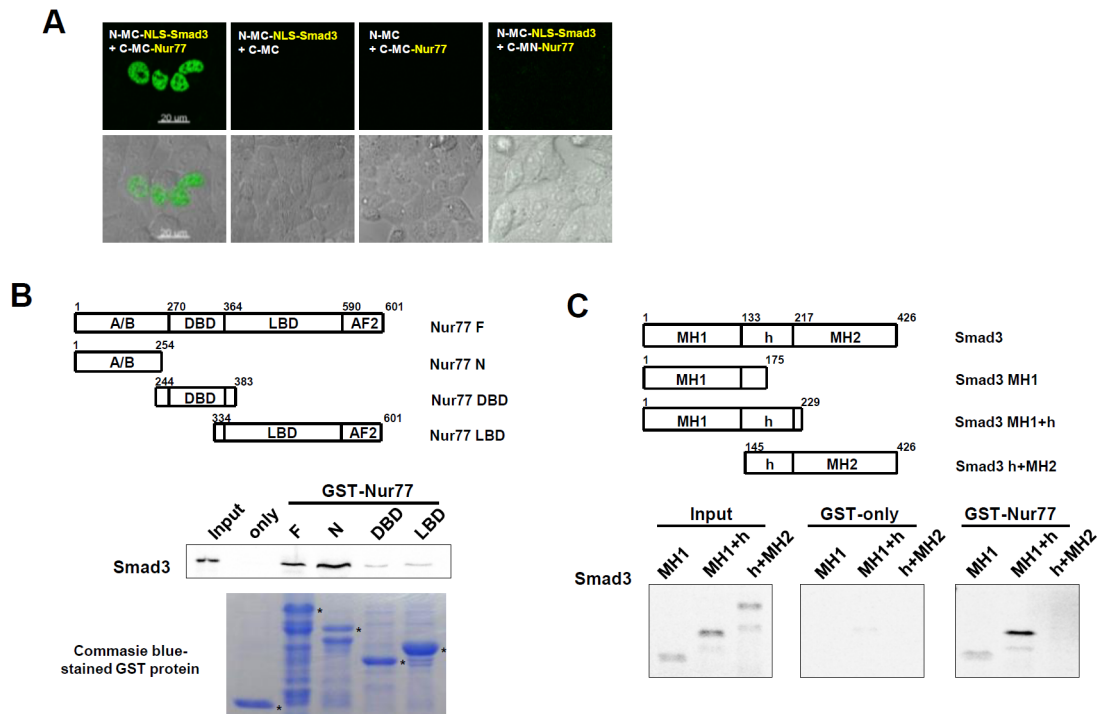 A
N-MC-NLS-Smad3
+ C-MC-Nur77
N-MC-NLS-Smad3
+ C-MC
N-MC
+ C-MC-Nur77
N-MC-NLS-Smad3
+ C-MN-Nur77
20 um
20 um
B
1 270 364 590 601
A/B DBD LBD AF2 Nur77 F
1 254
A/B Nur77 N
244 383
DBD Nur77 DBD
334 601
LBD AF2 Nur77 LBD
GST-Nur77
Input only F N DBD LBD
Smad3
* * * * *
Commasie blue-
stained GST protein
C
1 133 217 426
MH1 h MH2 Smad3
1 175
MH1 Smad3 MH1
1 229
MH1 h Smad3 MH1+h
145 426
h MH2 Smad3 h+MH2
Input GST-only GST-Nur77
MH1 MH1+h h+MH2 MH1 MH1+h h+MH2 MH1 MH1+h h+MH2
Smad3